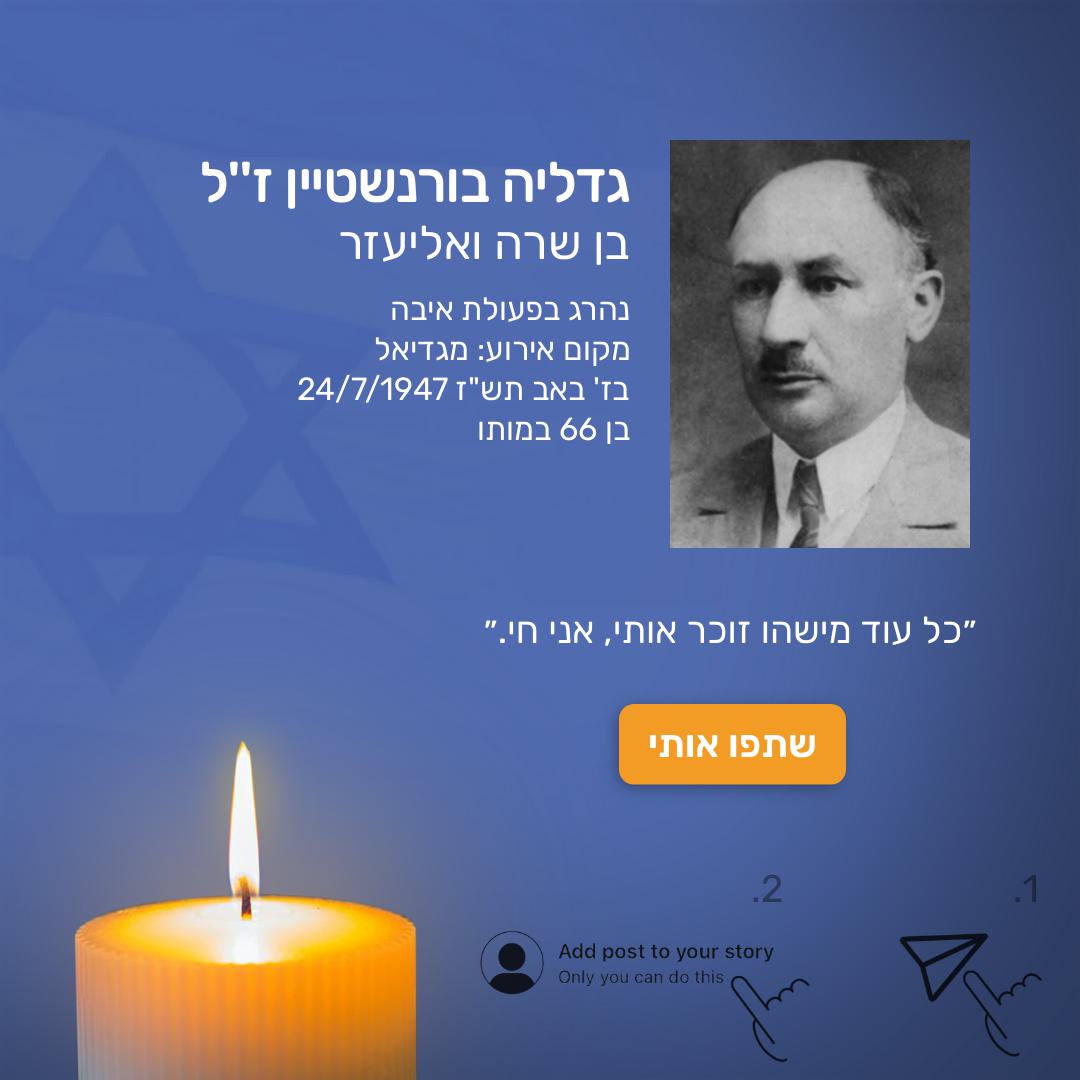 גדליה בורנשטיין ז"ל
בן שרה ואליעזר
נהרג בפעולת איבה
מקום אירוע: מגדיאל
בז' באב תש"ז 24/7/1947
בן 66 במותו
״כל עוד מישהו זוכר אותי, אני חי.״
שתפו אותי
1.
2.
Add post to your story
Only you can do this